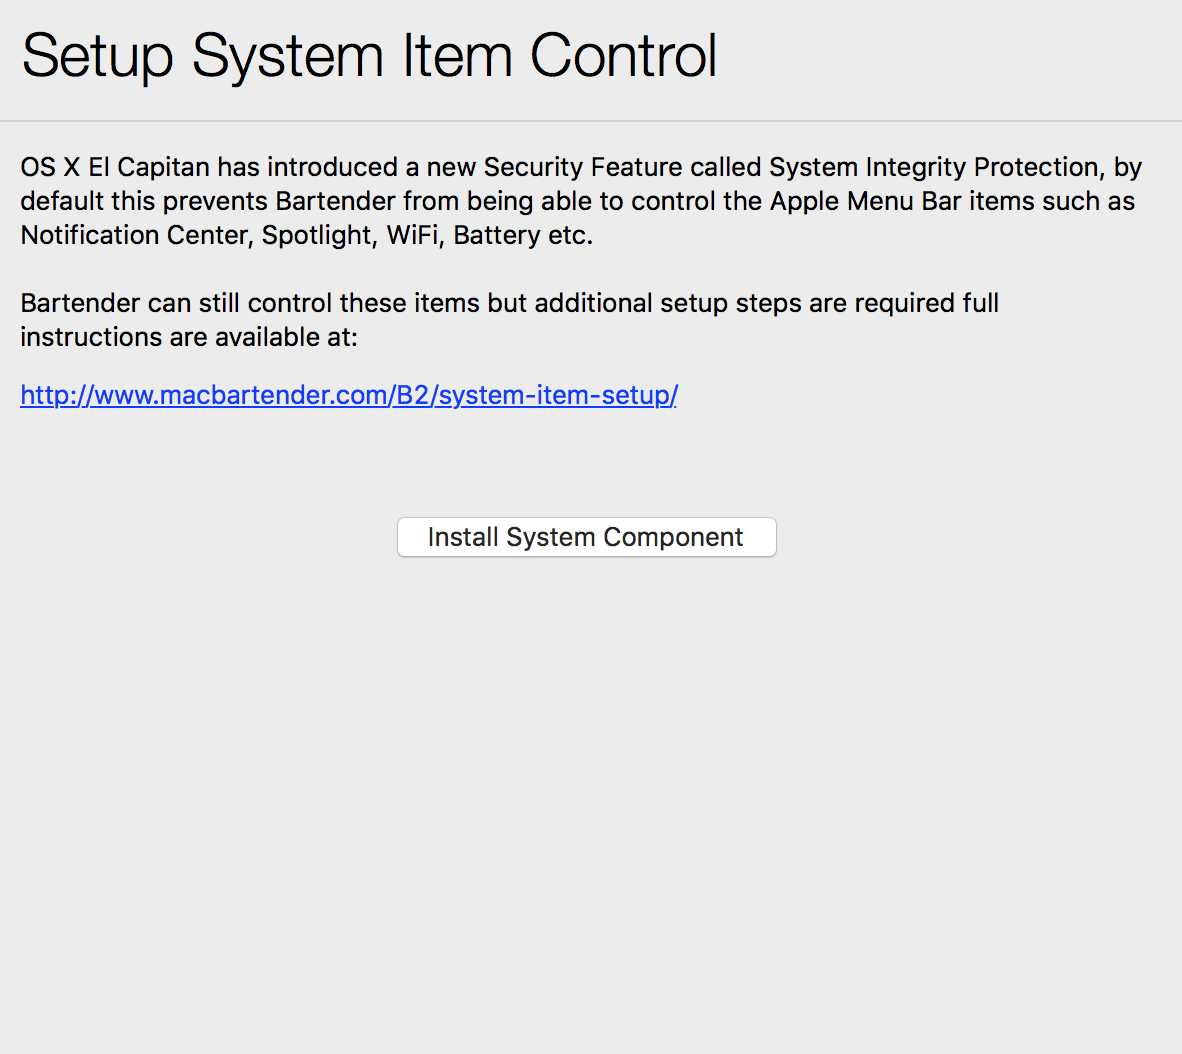 Setup System Item Control
OS X El Capitan has introduced a new Security Feature called System Integrity Protection, by
default this prevents Bartender from being able to control the Apple Menu Bar items such as
Notification Center, Spotlight, WiFi, Battery etc.
Bartender can still control these items but additional setup steps are required full
instructions are available at:
http://www.macbartender.com/B2/system-item-setup/
Install System Component